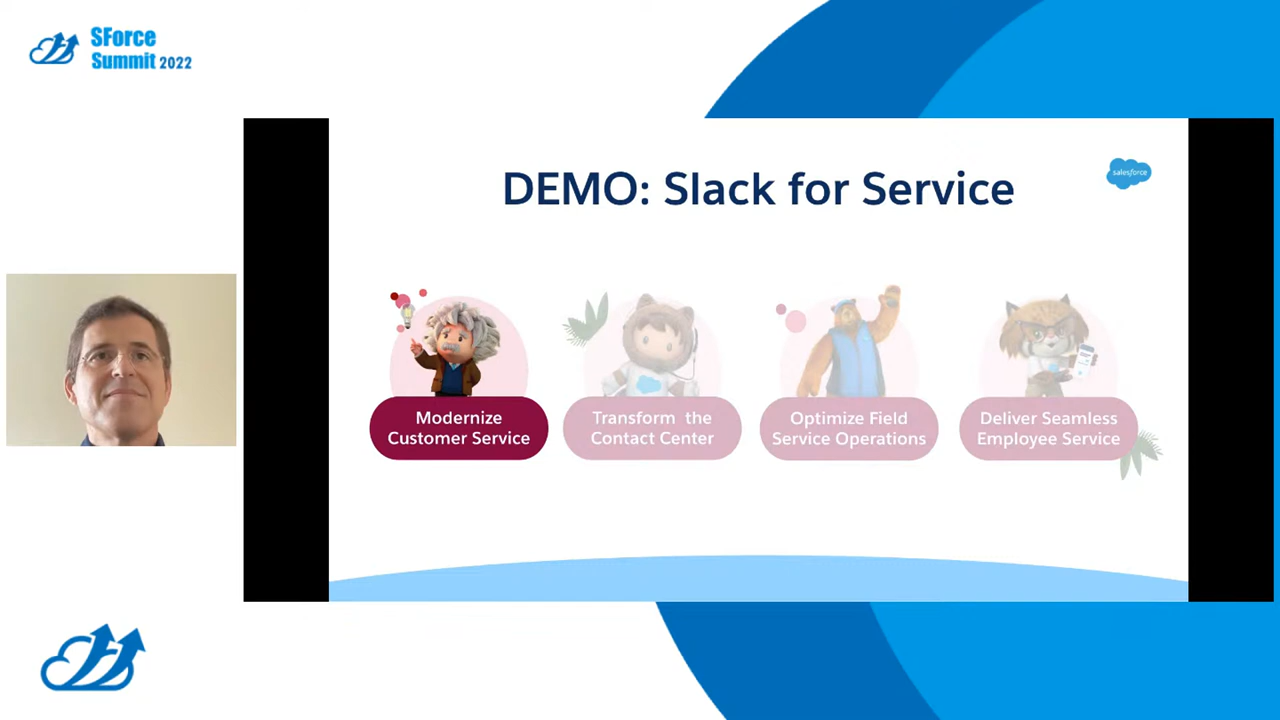 SForce
Summit 2022
DEMO: Slack for Service
salesforce
Modernize
Customer Service
Transform the
Contact Center
Optimize Field
Service Operations
Deliver Seamless
Employee Service